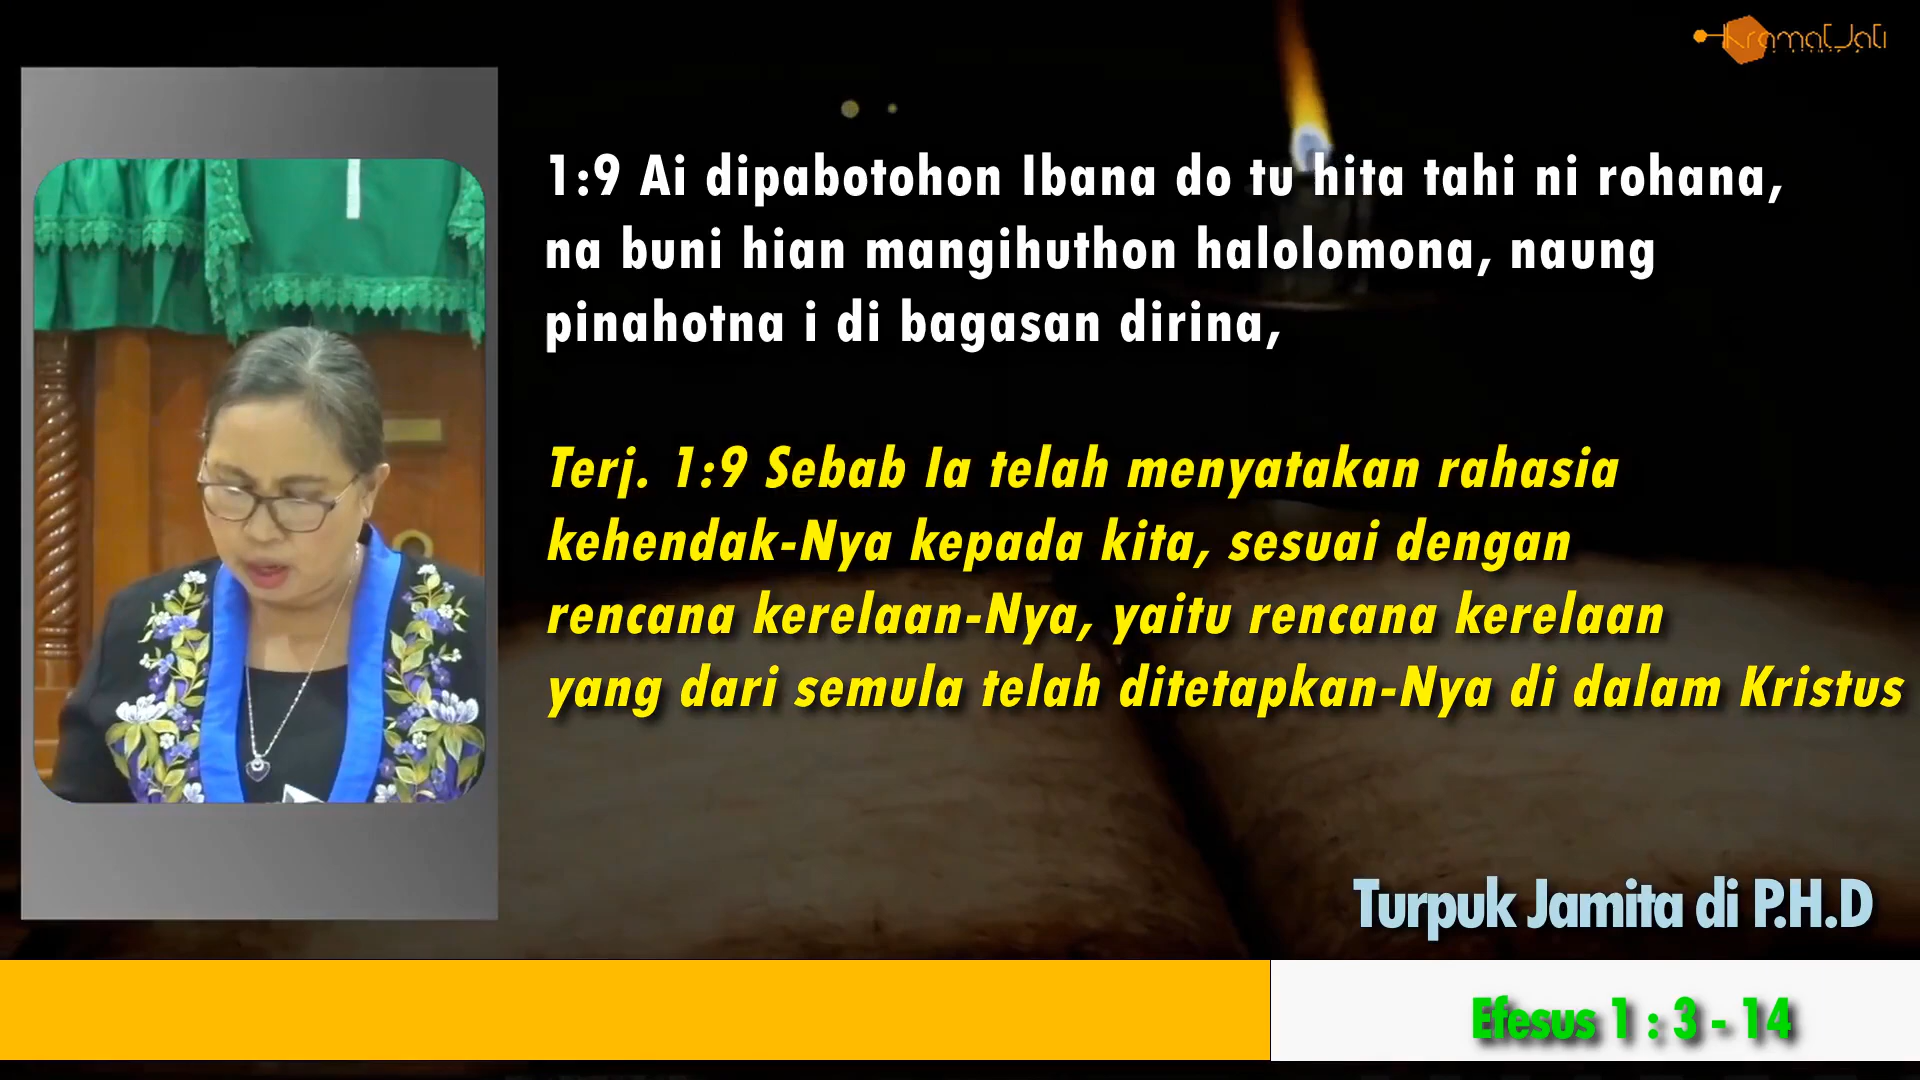 KramatJati
1:9 Ai dipabotohon Ibana do tu hita tahi ni rohana,
na buni hian mangihuthon halolomona, naung
pinahotna i di bagasan dirina,
Terj. 1:9 Sebab Ia telah menyatakan rahasia
kehendak-Nya kepada kita, sesuai dengan
rencana kerelaan-Nya, yaitu rencana kerelaan
yang dari semula telah ditetapkan-Nya di dalam Kristus
Turpuk Jamita di P.H.D
Efesus 1 : 3 - 14